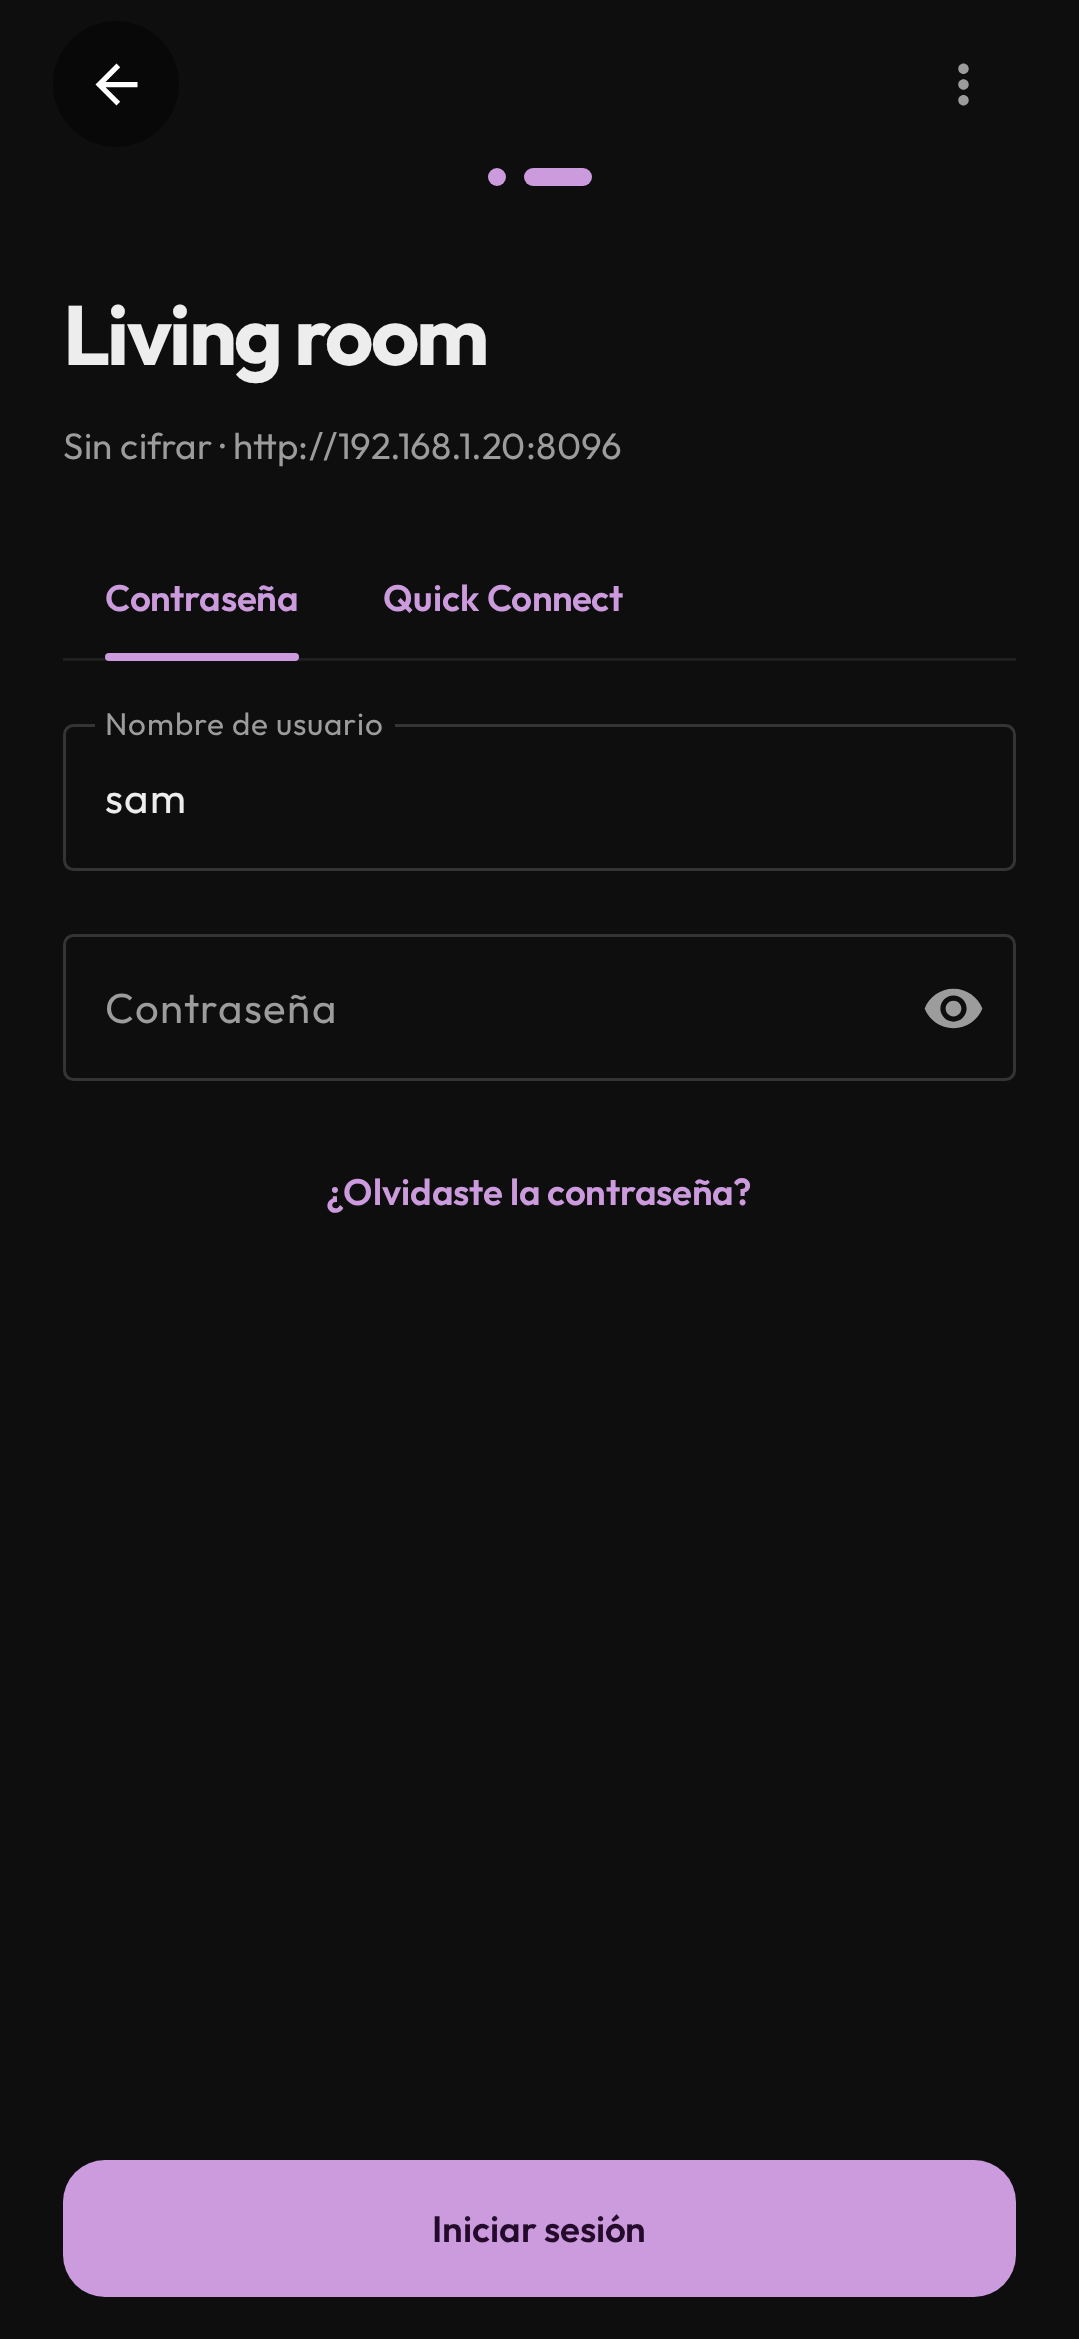 Living room
Sin cifrar · http://192.168.1.20:8096
Contraseña
Quick Connect
Nombre de usuario
sam
Contraseña
¿Olvidaste la contraseña?
Iniciar sesión